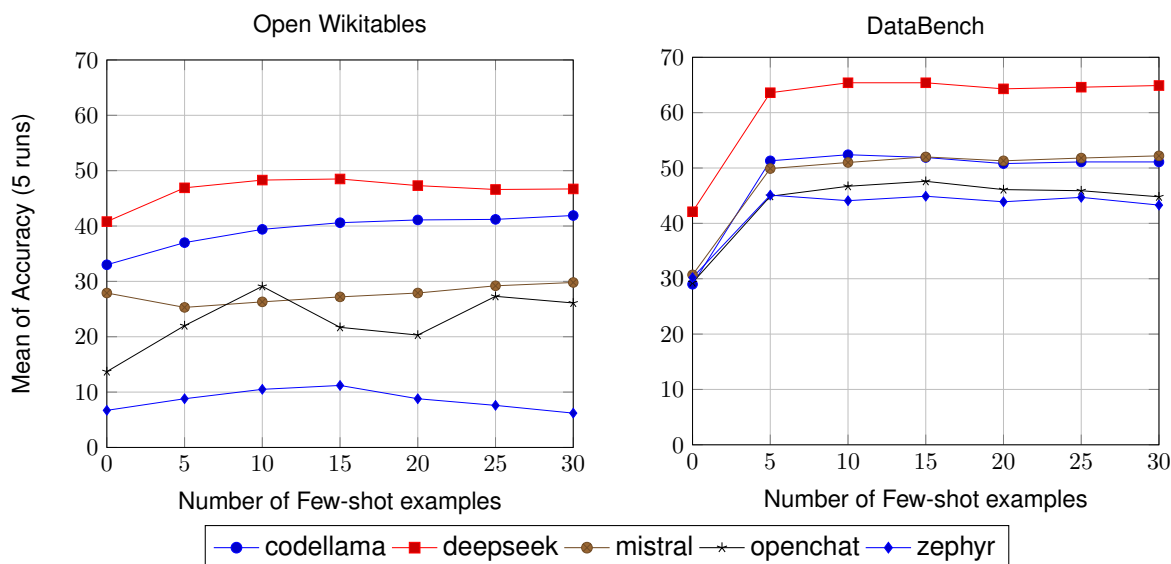 Open Wikitables
DataBench
Mean of Accuracy (5 runs)
70
60
50
40
30
20
10
0
0 5 10 15 20 25 30
Number of Few-shot examples
70
60
50
40
30
20
10
0
0 5 10 15 20 25 30
Number of Few-shot examples
codellama deepseek mistral openchat zephyr